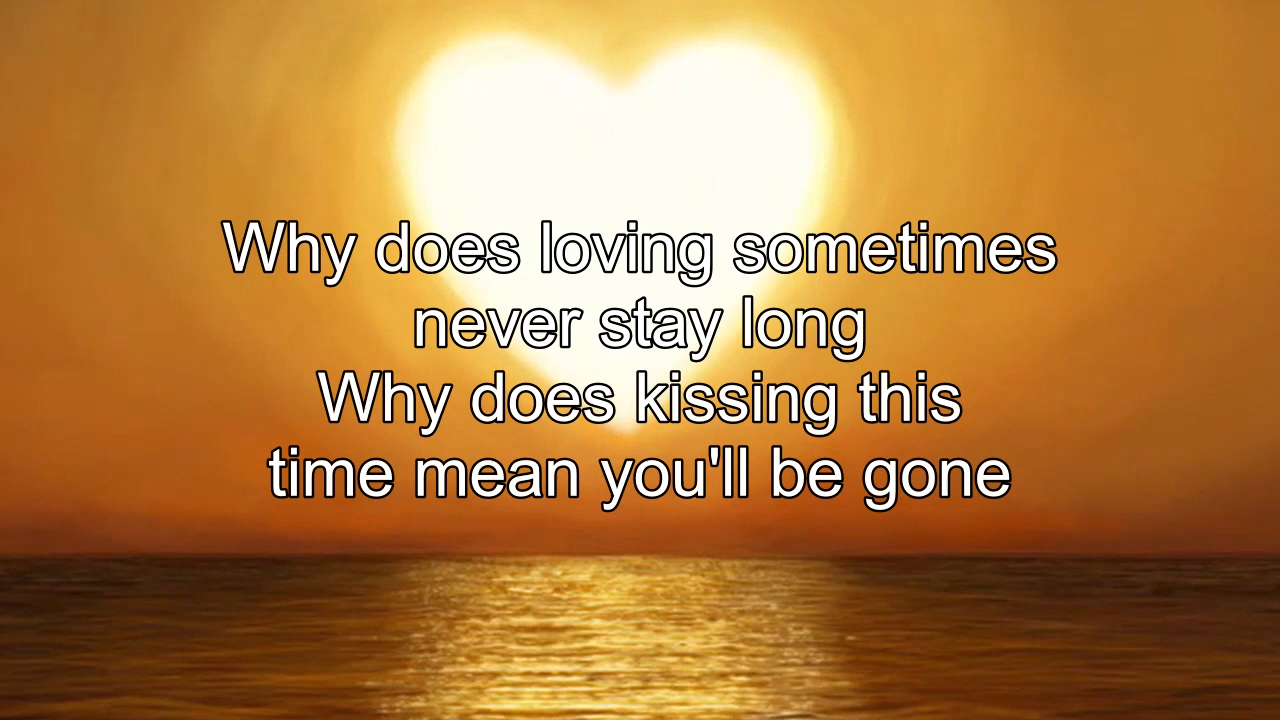 Why does loving sometimes
never stay long
Why does kissing this
time mean you'll be gone